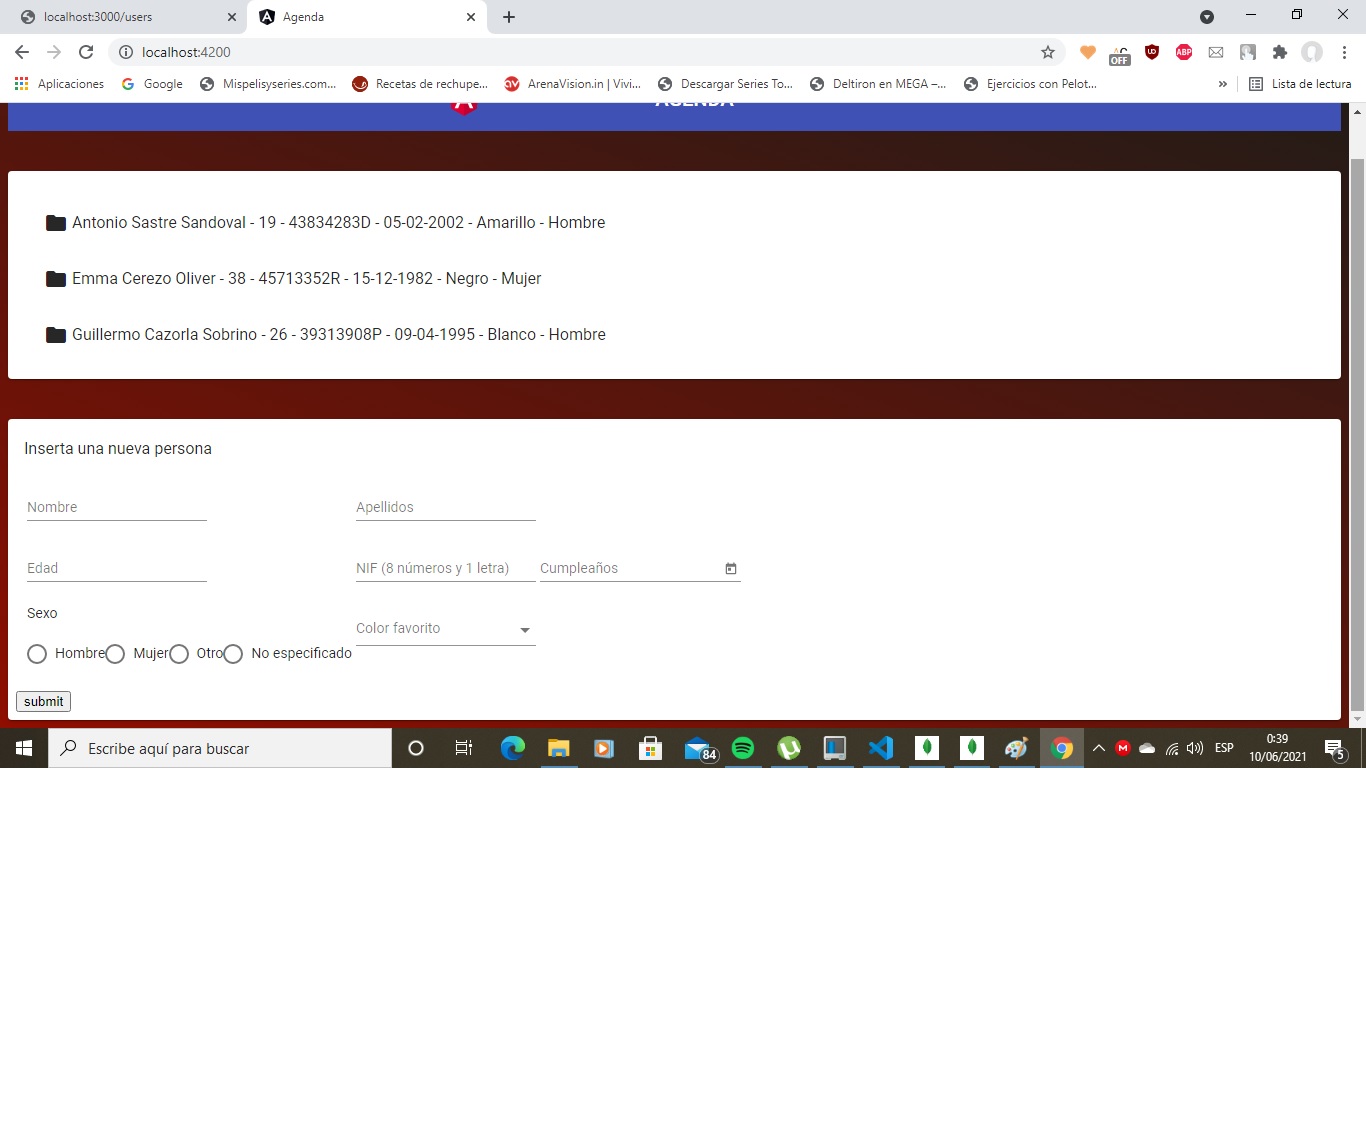 localhost:3000/users
Agenda
localhost:4200
OFF
ABP
Aplicaciones
Google
Mispelisyseries.com...
Recetas de rechupe...
ArenaVision.in | Vivi...
Descargar Series To...
Deltiron en MEGA –...
Ejercicios con Pelot...
»
Lista de lectura
AGENDA
Antonio Sastre Sandoval - 19 - 43834283D - 05-02-2002 - Amarillo - Hombre
Emma Cerezo Oliver - 38 - 45713352R - 15-12-1982 - Negro - Mujer
Guillermo Cazorla Sobrino - 26 - 39313908P - 09-04-1995 - Blanco - Hombre
Inserta una nueva persona
Nombre
Apellidos
Edad
NIF (8 números y 1 letra)
Cumpleaños
Sexo
Color favorito
Hombre
Mujer
Otro
No especificado
submit
Escribe aquí para buscar
84
ESP
0:39
10/06/2021
5